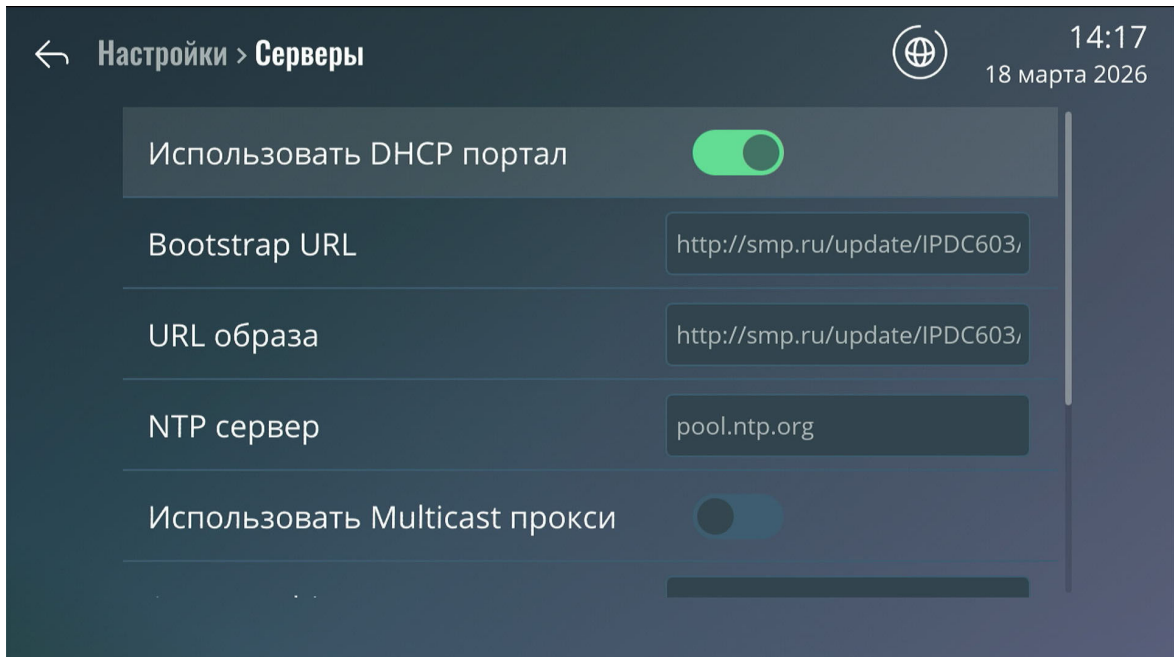 Настройки > Серверы
14:17
18 марта 2026
Использовать DHCP портал
Bootstrap URL
http://smp.ru/update/IPDC603/
URL образа
http://smp.ru/update/IPDC603/
NTP сервер
pool.ntp.org
Использовать Multicast прокси